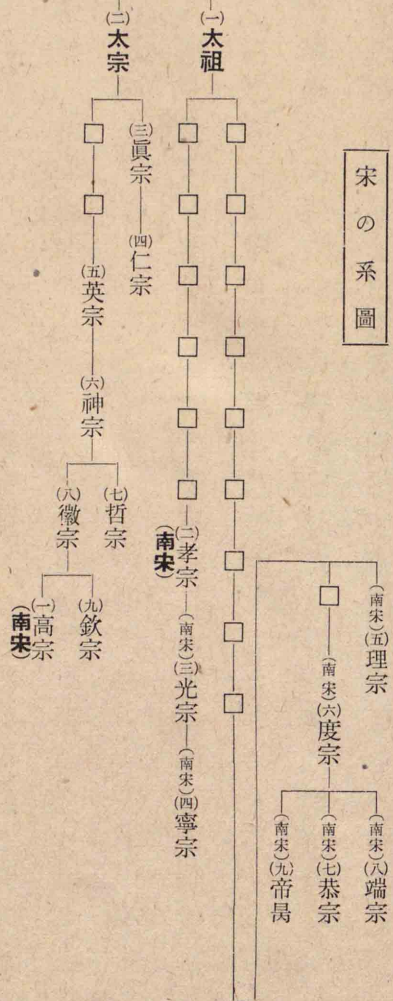 宋の系圖
(一)太祖
(二)太宗
(三)眞宗
(四)仁宗
(五)英宗
(六)神宗
(七)哲宗
(八)徽宗
(九)欽宗
(一)高宗
(南宋)
(二)孝宗
(南宋)
(南宋)(三)光宗
(南宋)(四)寧宗
(南宋)(五)理宗
(南宋)(六)度宗
(南宋)(八)端宗
(南宋)(七)恭宗
(南宋)(九)帝昺